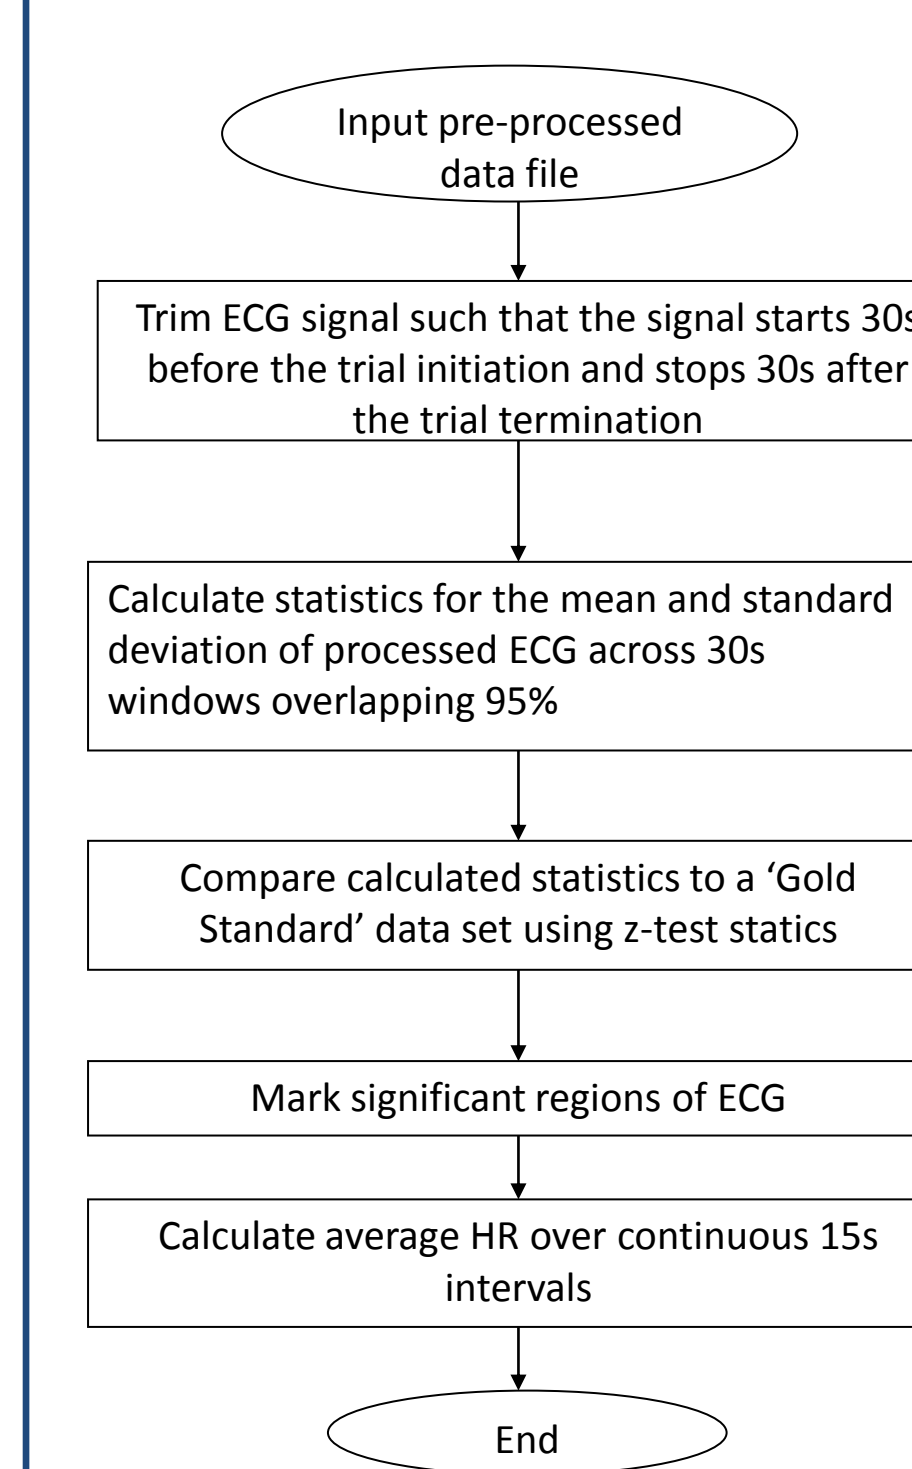 Input pre-processed
data file
Trim ECG signal such that the signal starts 30s
before the trial initiation and stops 30s after
the trial termination
Calculate statistics for the mean and standard
deviation of processed ECG across 30s
windows overlapping 95%
Compare calculated statistics to a ‘Gold
Standard’ data set using z-test statics
Mark significant regions of ECG
Calculate average HR over continuous 15s
intervals
End